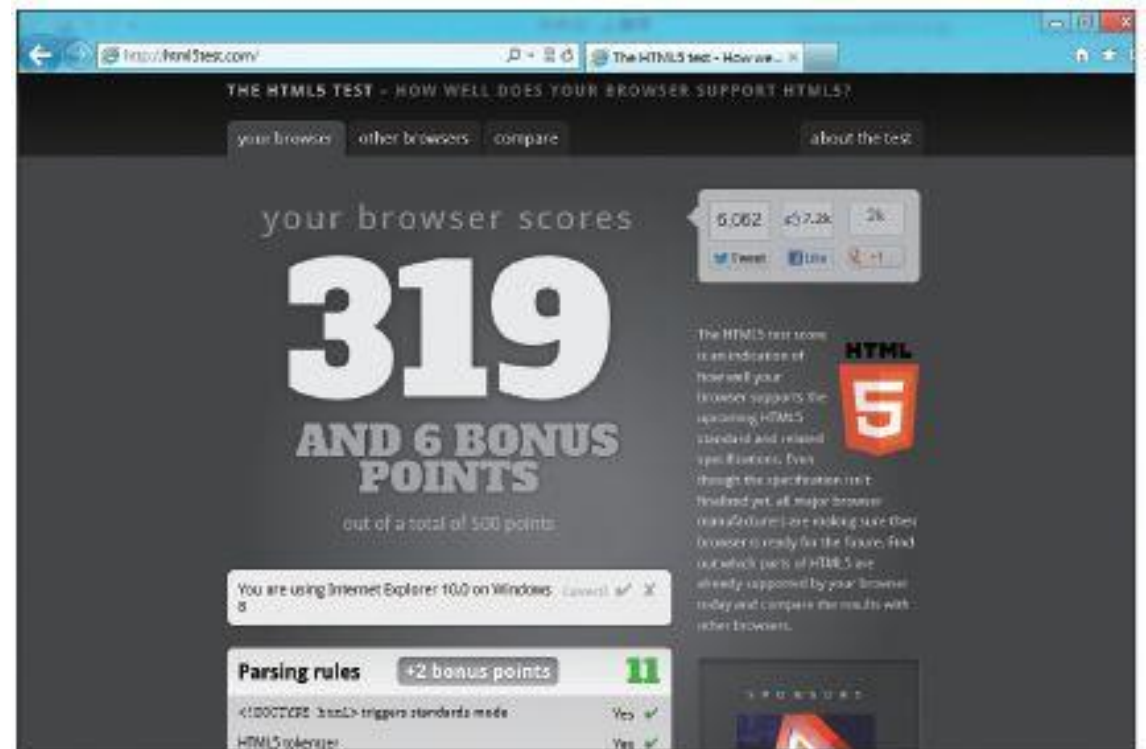 http://html5test.com/
The HTML5 test - How we...
THE HTML5 TEST - HOW WELL DOES YOUR BROWSER SUPPORT HTML5?
your browser
other browsers
compare
about the test
your browser scores
319
AND 6 BONUS
POINTS
out of a total of 500 points
6,062
7.2k
2k
Tweet
Like
+1
The HTML5 test score
is an indication of
how well your
browser supports the
upcoming HTML5
standard and related
specifications. Even
though the specification isn't
finalized yet, all major browser
manufacturers are making sure their
browser is ready for the future. Find
out which parts of HTML5 are
already supported by your browser
today and compare the results with
other browsers.
HTML
5
You are using Internet Explorer 10.0 on Windows
8
Correct?
Parsing rules
+2 bonus points
11
<!DOCTYPE html> triggers standards mode
Yes
HTML5 tokenizer
Yes